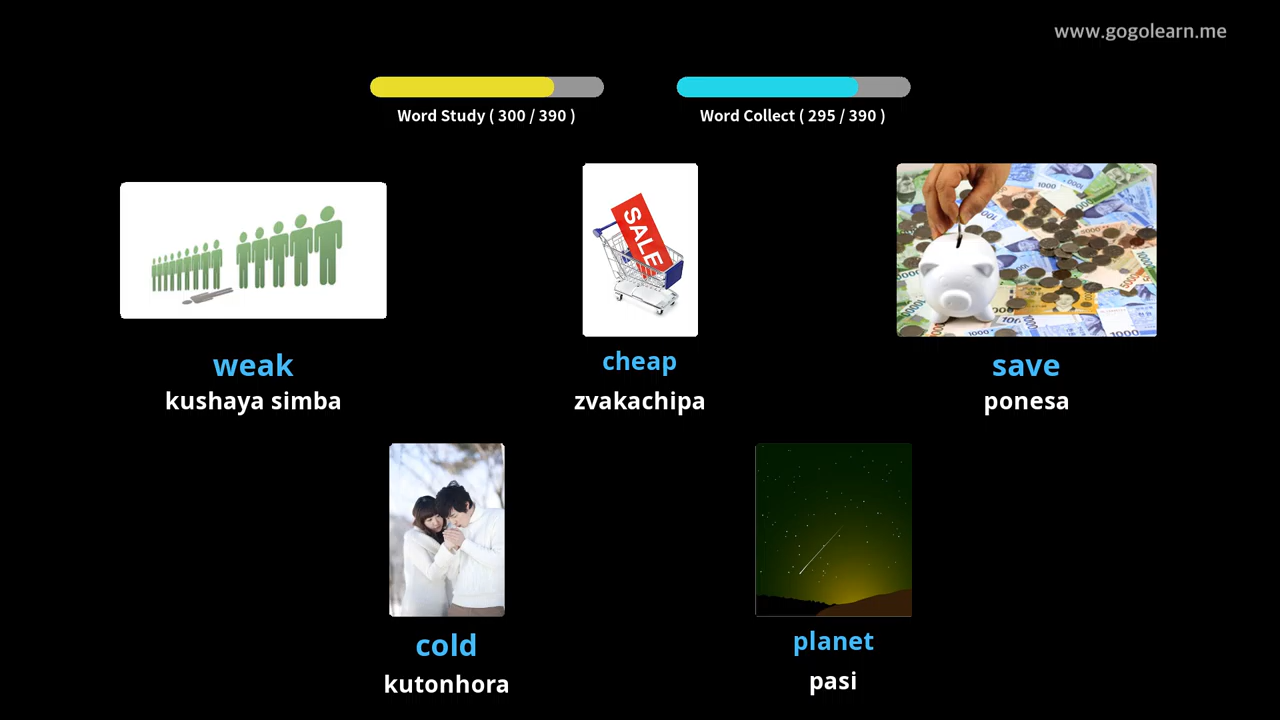 www.gogolearn.me
Word Study ( 300 / 390 )
Word Collect ( 295 / 390 )
SALE
weak
kushaya simba
cheap
zvakachipa
save
ponesa
cold
kutonhora
planet
pasi